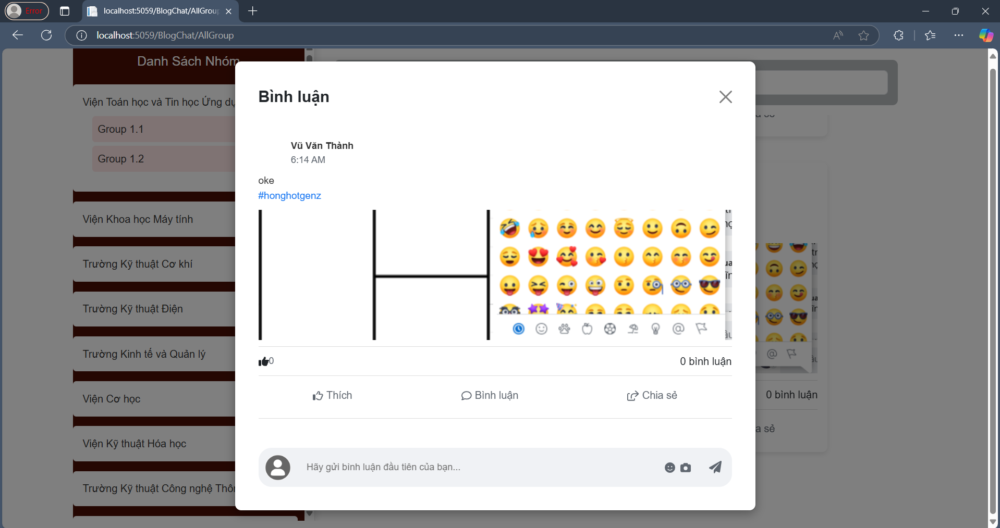 Error
localhost:5059/BlogChat/AllGroup
localhost:5059/BlogChat/AllGroup
Danh Sách Nhóm
Viện Toán học và Tin học Ứng dụ
Group 1.1
Group 1.2
Viện Khoa học Máy tính
Trường Kỹ thuật Cơ khí
Trường Kỹ thuật Điện
Trường Kinh tế và Quản lý
Viện Cơ học
Viện Kỹ thuật Hóa học
Trường Kỹ thuật Công nghệ Thôn
Bình luận
Vũ Văn Thành
6:14 AM
oke
#honghotgenz
0
0 bình luận
Thích
Bình luận
Chia sẻ
Hãy gửi bình luận đầu tiên của bạn...
0 bình luận
a sẻ